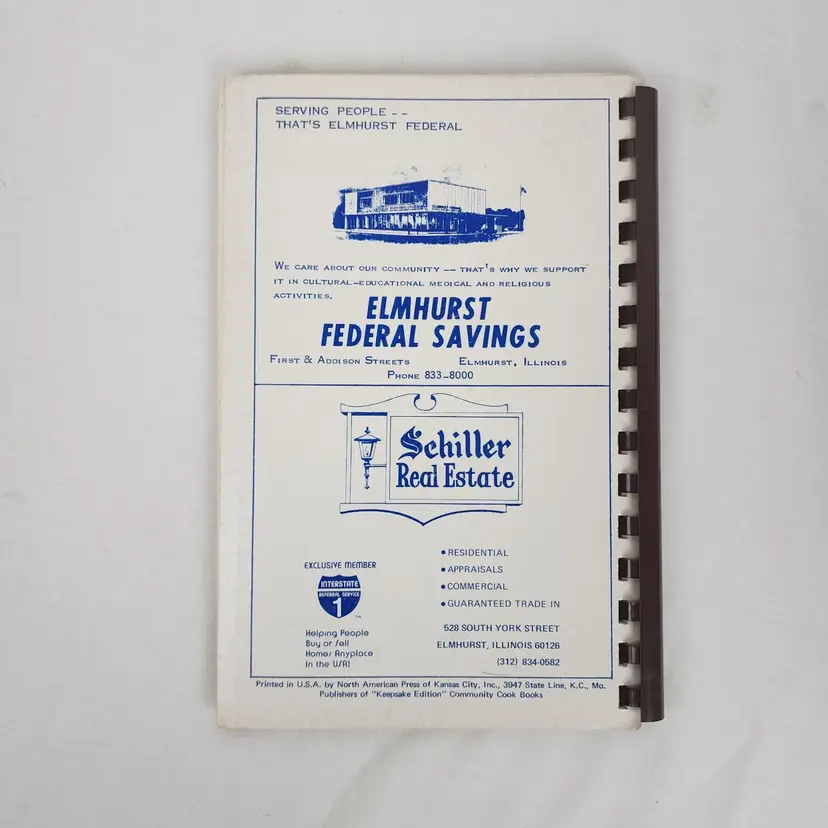 SERVING PEOPLE --
THAT'S ELMHURST FEDERAL
WE CARE ABOUT OUR COMMUNITY -- THAT'S WHY WE SUPPORT
IT IN CULTURAL-EDUCATIONAL MEDICAL AND RELIGIOUS
ACTIVITIES.
ELMHURST
FEDERAL SAVINGS
FIRST & ADDISON STREETS ELMHURST, ILLINOIS
PHONE 833-8000
Schiller
Real Estate
EXCLUSIVE MEMBER
INTERSTATE
REFERRAL SERVICE
1
TM
Helping People
Buy or Sell
Homes Anyplace
In the USA!
• RESIDENTIAL
• APPRAISALS
• COMMERCIAL
• GUARANTEED TRADE IN
528 SOUTH YORK STREET
ELMHURST, ILLINOIS 60126
(312) 834-0582
Printed in U.S.A. by North American Press of Kansas City, Inc., 3947 State Line, K.C., Mo.
Publishers of "Keepsake Edition" Community Cook Books